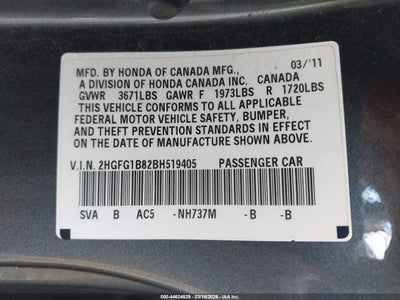 MFD. BY HONDA OF CANADA MFG., 03/'11
A DIVISION OF HONDA CANADA INC. CANADA
GVWR 3671LBS GAWR F 1973LBS R 1720LBS
THIS VEHICLE CONFORMS TO ALL APPLICABLE
FEDERAL MOTOR VEHICLE SAFETY, BUMPER,
AND THEFT PREVENTION STANDARDS IN EFFECT
ON THE DATE OF MANUFACTURE SHOWN ABOVE.
V.I.N. 2HGFG1B82BH519405 PASSENGER CAR
SVA B AC5 -NH737M -B -B
000-44624529 - 03/18/2026 - IAA Inc.